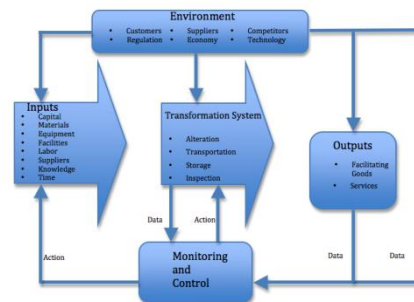 Environment
• Customers • Suppliers • Competitors
• Regulation • Economy • Technology
Inputs
• Capital
• Materials
• Equipment
• Facilities
• Labor
• Suppliers
• Knowledge
• Time
Transformation System
• Alteration
• Transportation
• Storage
• Inspection
Outputs
• Facilitating
Goods
• Services
Data
Action
Action
Monitoring
and
Control
Data
Data